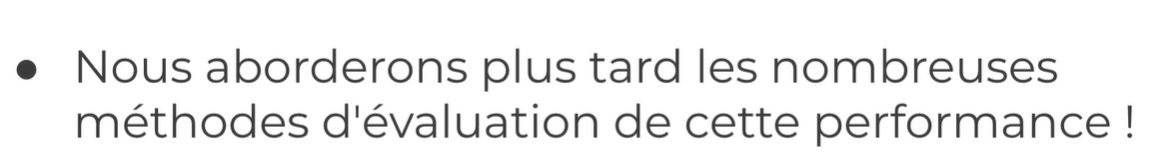 ● Nous aborderons plus tard les nombreuses
méthodes d'évaluation de cette performance !